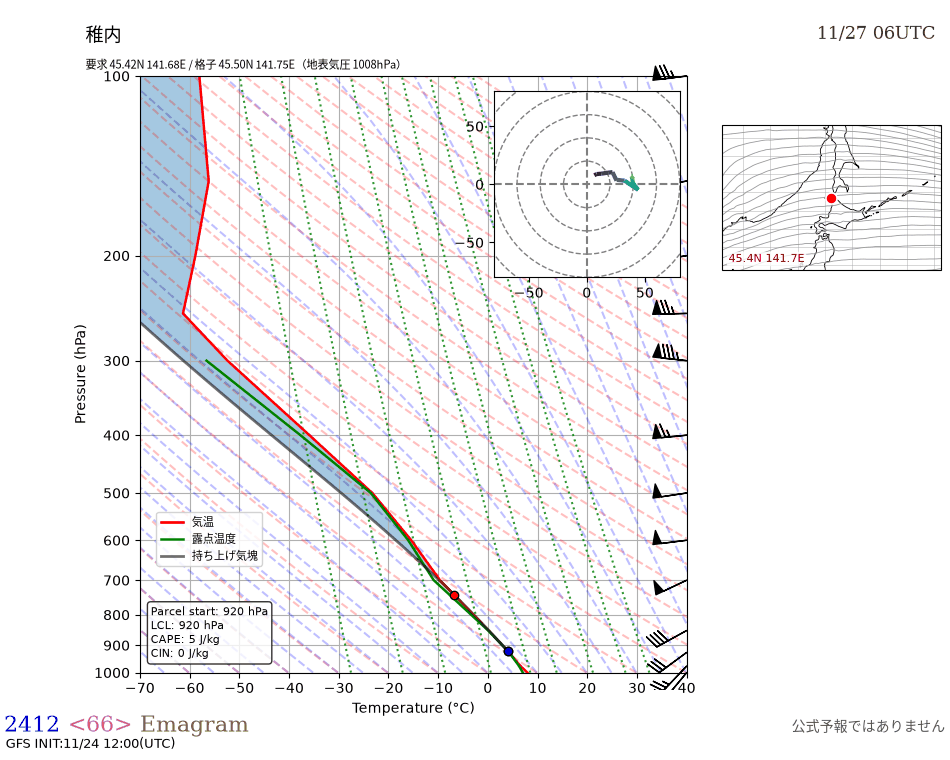 稚内
11/27 06UTC
要求 45.42N 141.68E / 格子 45.50N 141.75E（地表気圧 1008hPa）
100
200
300
400
500
600
700
800
900
1000
Pressure (hPa)
−70 −60 −50 −40 −30 −20 −10 0 10 20 30 40
Temperature (°C)
50
0
−50
−50 0 50
気温
露点温度
持ち上げ気塊
Parcel start: 920 hPa
LCL: 920 hPa
CAPE: 5 J/kg
CIN: 0 J/kg
45.4N 141.7E
2412 <66> Emagram
GFS INIT:11/24 12:00(UTC)
公式予報ではありません